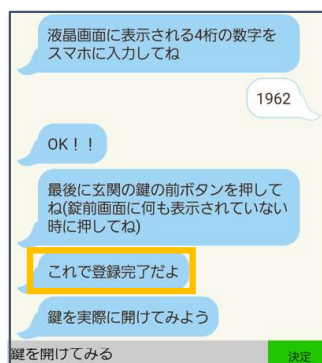 液晶画面に表示される4桁の数字を
スマホに入力してね
1962
OK！！
最後に玄関の鍵の前ボタンを押して
ね(錠前画面に何も表示されていない
時に押してね)
これで登録完了だよ
鍵を実際に開けてみよう
鍵を開けてみる
決定